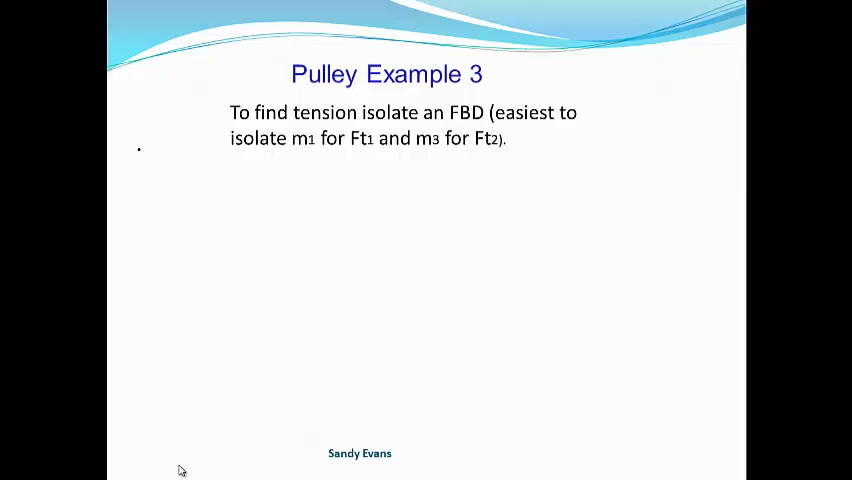 Pulley Example 3
To find tension isolate an FBD (easiest to
isolate m1 for Ft1 and m3 for Ft2).
.
Sandy Evans